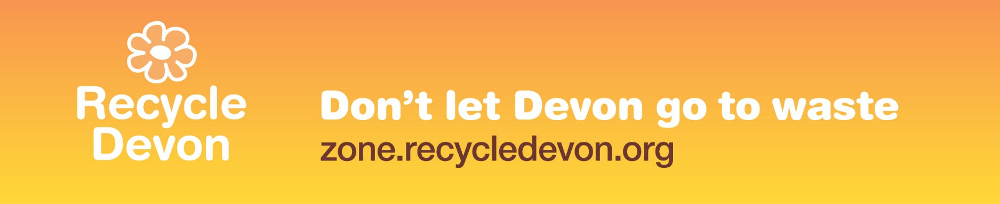 Recycle
Devon
Don’t let Devon go to waste
zone.recycledevon.org